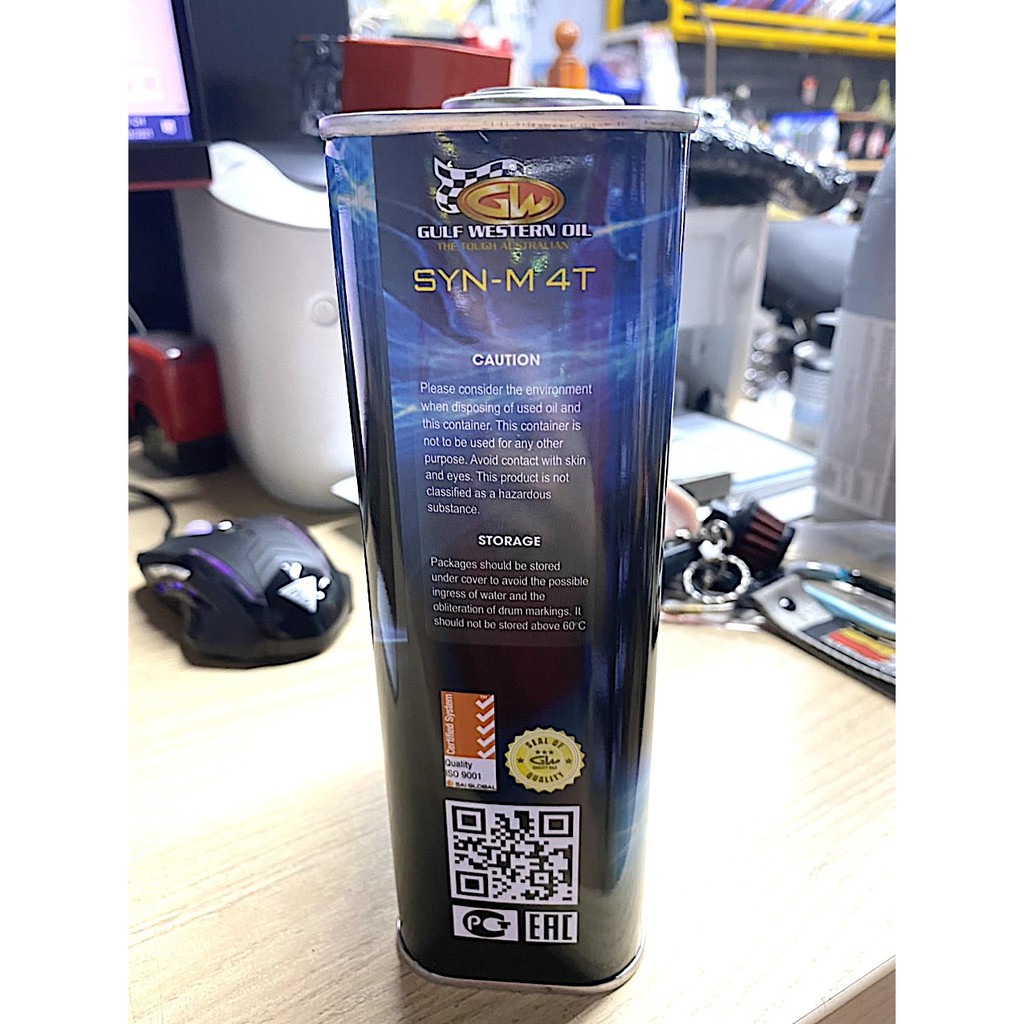 GW
GULF WESTERN OIL
THE TOUGH AUSTRALIAN
SYN-M 4T
CAUTION
Please consider the environment
when disposing of used oil and
this container. This container is
not to be used for any other
purpose. Avoid contact with skin
and eyes. This product is not
classified as a hazardous
substance.
STORAGE
Packages should be stored
under cover to avoid the possible
ingress of water and the
obliteration of drum markings. It
should not be stored above 60°C
Certified System
Quality
ISO 9001
SAI GLOBAL
SEAL OF
GW
QUALITY
EAC